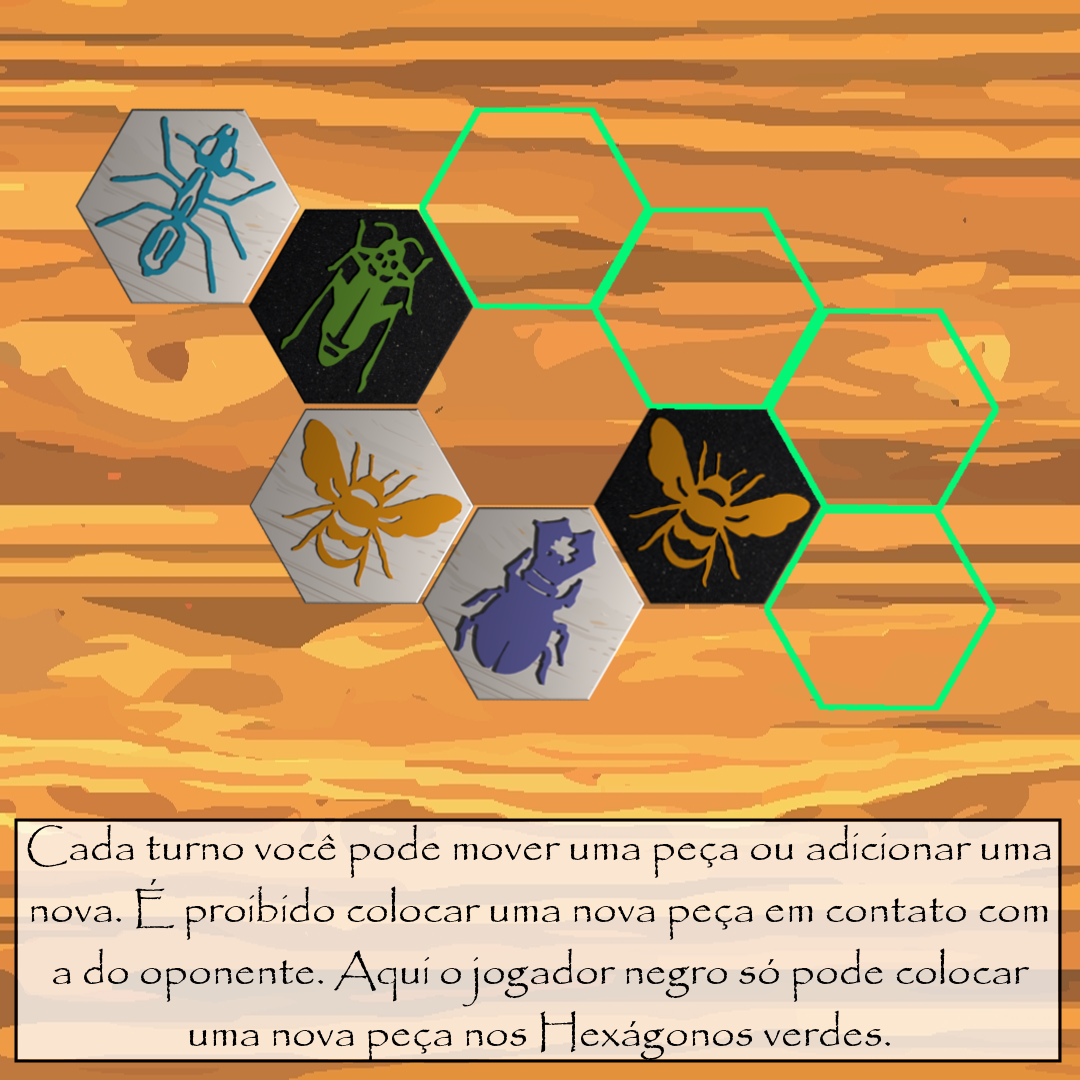 Cada turno você pode mover uma peça ou adicionar uma
nova. É proibido colocar uma nova peça em contato com
a do oponente. Aqui o jogador negro só pode colocar
uma nova peça nos Hexágonos verdes.